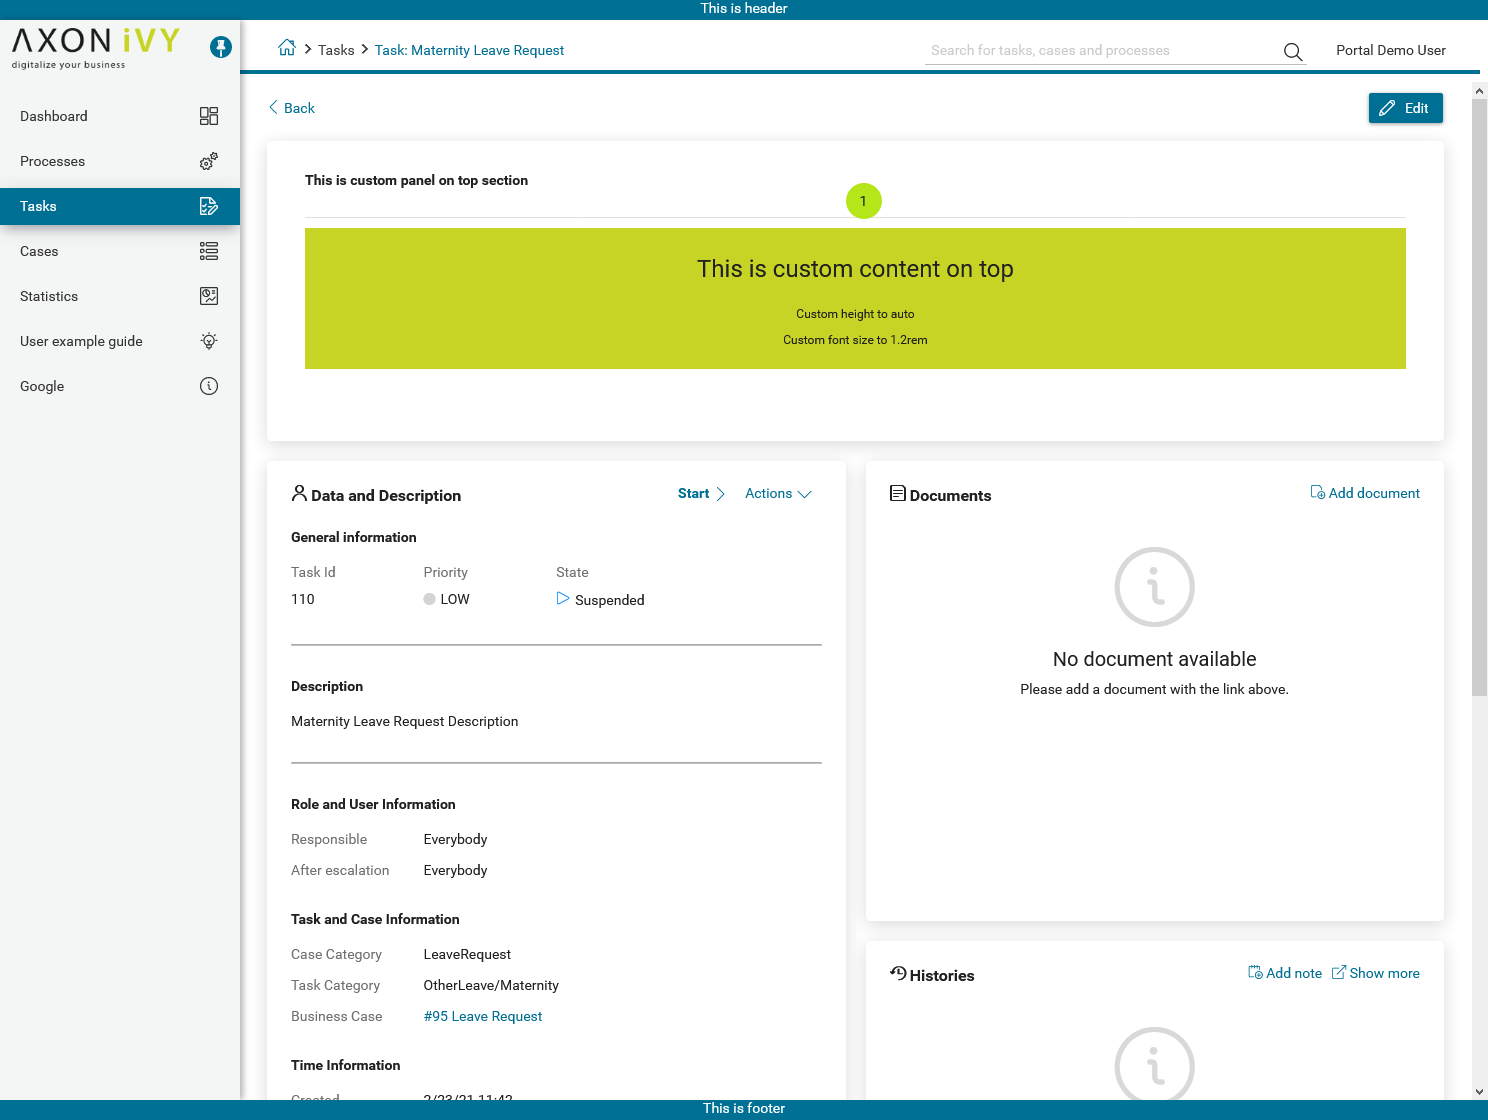 This is header
AXON iVY
digitalize your business
Tasks
Task: Maternity Leave Request
Search for tasks, cases and processes
Portal Demo User
Dashboard
Processes
Tasks
Cases
Statistics
User example guide
Google
Back
Edit
This is custom panel on top section
1
This is custom content on top
Custom height to auto
Custom font size to 1.2rem
Data and Description
Start
Actions
General information
Task Id Priority State
110 LOW Suspended
Description
Maternity Leave Request Description
Role and User Information
Responsible Everybody
After escalation Everybody
Task and Case Information
Case Category LeaveRequest
Task Category OtherLeave/Maternity
Business Case #95 Leave Request
Time Information
Created 2/23/21 11:42
Documents
Add document
No document available
Please add a document with the link above.
Histories
Add note Show more
This is footer